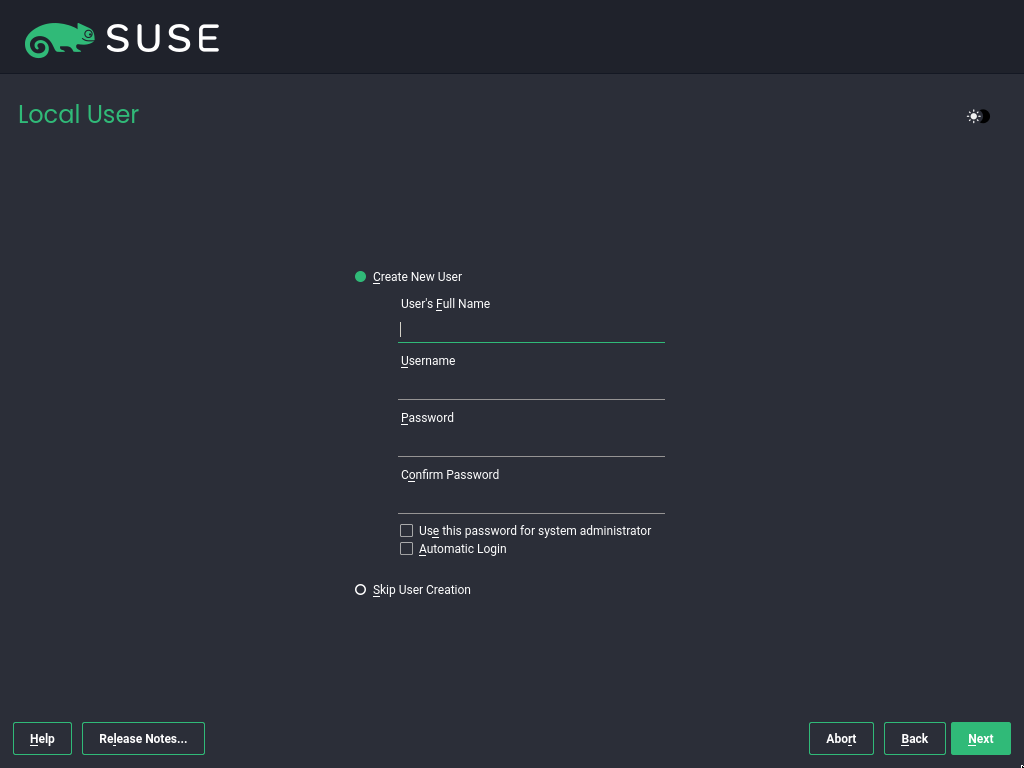 SUSE
Local User
Create New User
User's Full Name
Username
Password
Confirm Password
Use this password for system administrator
Automatic Login
Skip User Creation
Help Release Notes... Abort Back Next